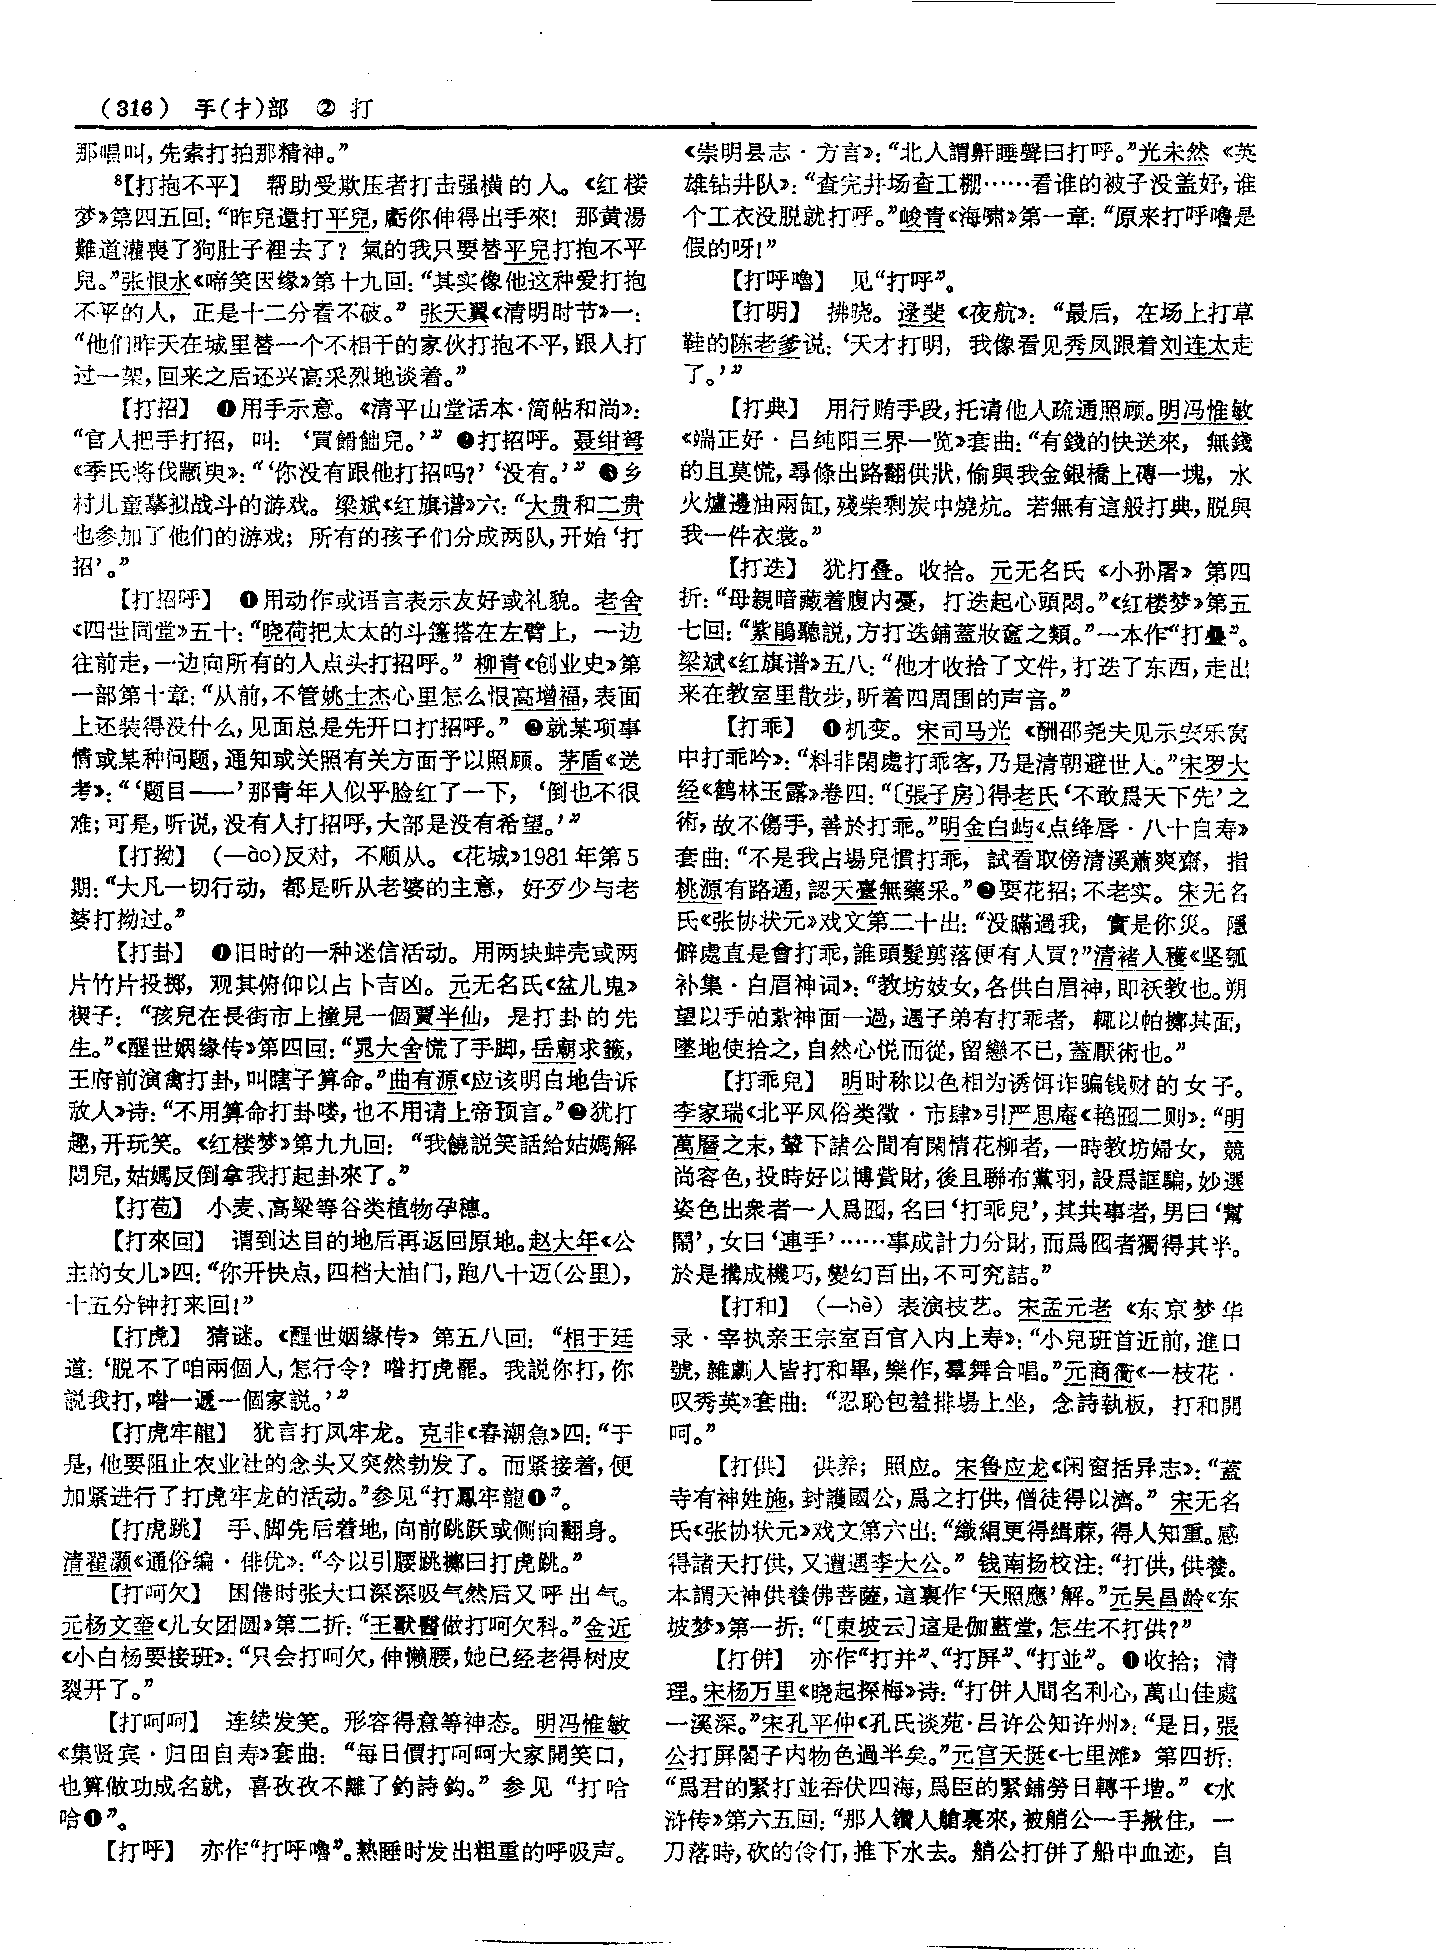 （316） 手(扌)部 ② 打
那唱叫，先索打拍那精神。”
⁸【打抱不平】 帮助受欺压者打击强横的人。《红楼
梦》第四五回：“昨兒還打平兒，虧你伸得出手來！那黄湯
難道灌喪了狗肚子裡去了？氣的我只要替平兒打抱不平
兒。”张恨水《啼笑因缘》第十九回：“其实像他这种爱打抱
不平的人，正是十二分看不破。”张天翼《清明时节》一：
“他们昨天在城里替一个不相干的家伙打抱不平，跟人打
过一架，回来之后还兴高采烈地谈着。”
【打招】 ❶用手示意。《清平山堂话本·简帖和尚》：
“官人把手打招，叫：‘買餶飿兒。’”❷打招呼。聂绀弩
《季氏将伐颛臾》：“‘你没有跟他打招吗？’‘没有。’”❸乡
村儿童摹拟战斗的游戏。梁斌《红旗谱》六：“大贵和二贵
也参加了他们的游戏；所有的孩子们分成两队，开始‘打
招’。”
【打招呼】 ❶用动作或语言表示友好或礼貌。老舍
《四世同堂》五十：“晓荷把太太的斗篷搭在左臂上，一边
往前走，一边向所有的人点头打招呼。”柳青《创业史》第
一部第十章：“从前，不管姚士杰心里怎么恨高增福，表面
上还装得没什么，见面总是先开口打招呼。”❷就某项事
情或某种问题，通知或关照有关方面予以照顾。茅盾《送
考》：“‘题目——’那青年人似乎脸红了一下，‘倒也不很
难；可是，听说，没有人打招呼，大部是没有希望。’”
【打拗】 （—ào）反对，不顺从。《花城》1981年第5
期：“大凡一切行动，都是听从老婆的主意，好歹少与老
婆打拗过。”
【打卦】 ❶旧时的一种迷信活动。用两块蚌壳或两
片竹片投掷，观其俯仰以占卜吉凶。元无名氏《盆儿鬼》
楔子：“孩兒在長街市上撞見一個賈半仙，是打卦的先
生。”《醒世姻缘传》第四回：“晁大舍慌了手脚，岳廟求籤，
王府前演禽打卦，叫瞎子算命。”曲有源《应该明白地告诉
敌人》诗：“不用算命打卦喽，也不用请上帝预言。”❷犹打
趣，开玩笑。《红楼梦》第九九回：“我饒説笑話給姑媽解
悶兒，姑媽反倒拿我打起卦來了。”
【打苞】 小麦、高粱等谷类植物孕穗。
【打來回】 谓到达目的地后再返回原地。赵大年《公
主的女儿》四：“你开快点，四档大油门，跑八十迈（公里），
十五分钟打来回！”
【打虎】 猜谜。《醒世姻缘传》第五八回：“相于廷
道：‘脱不了咱兩個人，怎行令？喒打虎罷。我説你打，你
説我打，喒一遞一個家説。’”
【打虎牢龍】 犹言打凤牢龙。克非《春潮急》四：“于
是，他要阻止农业社的念头又突然勃发了。而紧接着，便
加紧进行了打虎牢龙的活动。”参见“打鳳牢龍❶”。
【打虎跳】 手、脚先后着地，向前跳跃或侧向翻身。
清翟灏《通俗编·俳优》：“今以引腰跳擲曰打虎跳。”
【打呵欠】 困倦时张大口深深吸气然后又呼出气。
元杨文奎《儿女团圆》第二折：“王獸醫做打呵欠科。”金近
《小白杨要接班》：“只会打呵欠，伸懒腰，她已经老得树皮
裂开了。”
【打呵呵】 连续发笑。形容得意等神态。明冯惟敏
《集贤宾·归田自寿》套曲：“每日價打呵呵大家開笑口，
也算做功成名就，喜孜孜不離了釣詩鈎。”参见“打哈
哈❶”。
【打呼】 亦作“打呼嚕”。熟睡时发出粗重的呼吸声。
《崇明县志·方言》：“北人謂鼾睡聲曰打呼。”光未然《英
雄钻井队》：“查完井场查工棚……看谁的被子没盖好，谁
个工衣没脱就打呼。”峻青《海啸》第一章：“原来打呼噜是
假的呀！”
【打呼嚕】 见“打呼”。
【打明】 拂晓。逯斐《夜航》：“最后，在场上打草
鞋的陈老爹说：‘天才打明，我像看见秀凤跟着刘连太走
了。’”
【打典】 用行贿手段，托请他人疏通照顾。明冯惟敏
《端正好·吕纯阳三界一览》套曲：“有錢的快送來，無錢
的且莫慌，尋條出路翻供狀，偷與我金銀橋上磚一塊，水
火爐邊油兩缸，殘柴剩炭中燒炕。若無有這般打典，脱與
我一件衣裳。”
【打迭】 犹打叠。收拾。元无名氏《小孙屠》第四
折：“母親暗藏着腹内憂，打迭起心頭悶。”《红楼梦》第五
七回：“紫鵑聽説，方打迭鋪蓋妝奩之類。”一本作“打疊”。
梁斌《红旗谱》五八：“他才收拾了文件，打迭了东西，走出
来在教室里散步，听着四周围的声音。”
【打乖】 ❶机变。宋司马光《酬邵尧夫见示安乐窝
中打乖吟》：“料非閑處打乖客，乃是清朝避世人。”宋罗大
经《鹤林玉露》卷四：“〔張子房〕得老氏‘不敢爲天下先’之
術，故不傷手，善於打乖。”明金白屿《点绛唇·八十自寿》
套曲：“不是我占場兒慣打乖，試看取傍清溪蕭爽齋，指
桃源有路通，認天臺無藥采。”❷耍花招；不老实。宋无名
氏《张协状元》戏文第二十出：“没瞞過我，實是你災。隱
僻處直是會打乖，誰頭髮剪落便有人買？”清褚人穫《坚瓠
补集·白眉神词》：“教坊妓女，各供白眉神，即祆教也。朔
望以手帕紮神面一過，遇子弟有打乖者，輒以帕擲其面，
墜地使拾之，自然心悦而從，留戀不已，蓋厭術也。”
【打乖兒】 明时称以色相为诱饵诈骗钱财的女子。
李家瑞《北平风俗类徵·市肆》引严思庵《艳囮二则》：“明
萬曆之末，輦下諸公間有閑情花柳者，一時教坊婦女，競
尚容色，投時好以博貲財，後且聯布黨羽，設爲誆騙，妙選
姿色出衆者一人爲囮，名曰‘打乖兒’，其共事者，男曰‘幫
閙’，女曰‘連手’……事成計力分財，而爲囮者獨得其半。
於是搆成機巧，變幻百出，不可究詰。”
【打和】 （—hè）表演技艺。宋孟元老《东京梦华
录·宰执亲王宗室百官入内上寿》：“小兒班首近前，進口
號，雜劇人皆打和畢，樂作，羣舞合唱。”元商衟《一枝花·
叹秀英》套曲：“忍恥包羞排場上坐，念詩執板，打和開
呵。”
【打供】 供养；照应。宋鲁应龙《闲窗括异志》：“蓋
寺有神姓施，封護國公，爲之打供，僧徒得以濟。”宋无名
氏《张协状元》戏文第六出：“織絹更得緝蔴，得人知重。感
得諸天打供，又遭遇李大公。”钱南扬校注：“打供，供養。
本謂天神供養佛菩薩，這裏作‘天照應’解。”元吴昌龄《东
坡梦》第一折：“[東坡云]這是伽藍堂，怎生不打供？”
【打併】 亦作“打并”、“打屏”、“打並”。❶收拾；清
理。宋杨万里《晓起探梅》诗：“打併人間名利心，萬山佳處
一溪深。”宋孔平仲《孔氏谈苑·吕许公知许州》：“是日，張
公打屏閣子内物色過半矣。”元宫天挺《七里滩》第四折：
“爲君的緊打並吞伏四海，爲臣的緊鋪勞日轉千堦。”《水
浒传》第六五回：“那人鑽入艙裏來，被艄公一手揪住，一
刀落時，砍的伶仃，推下水去。艄公打併了船中血迹，自